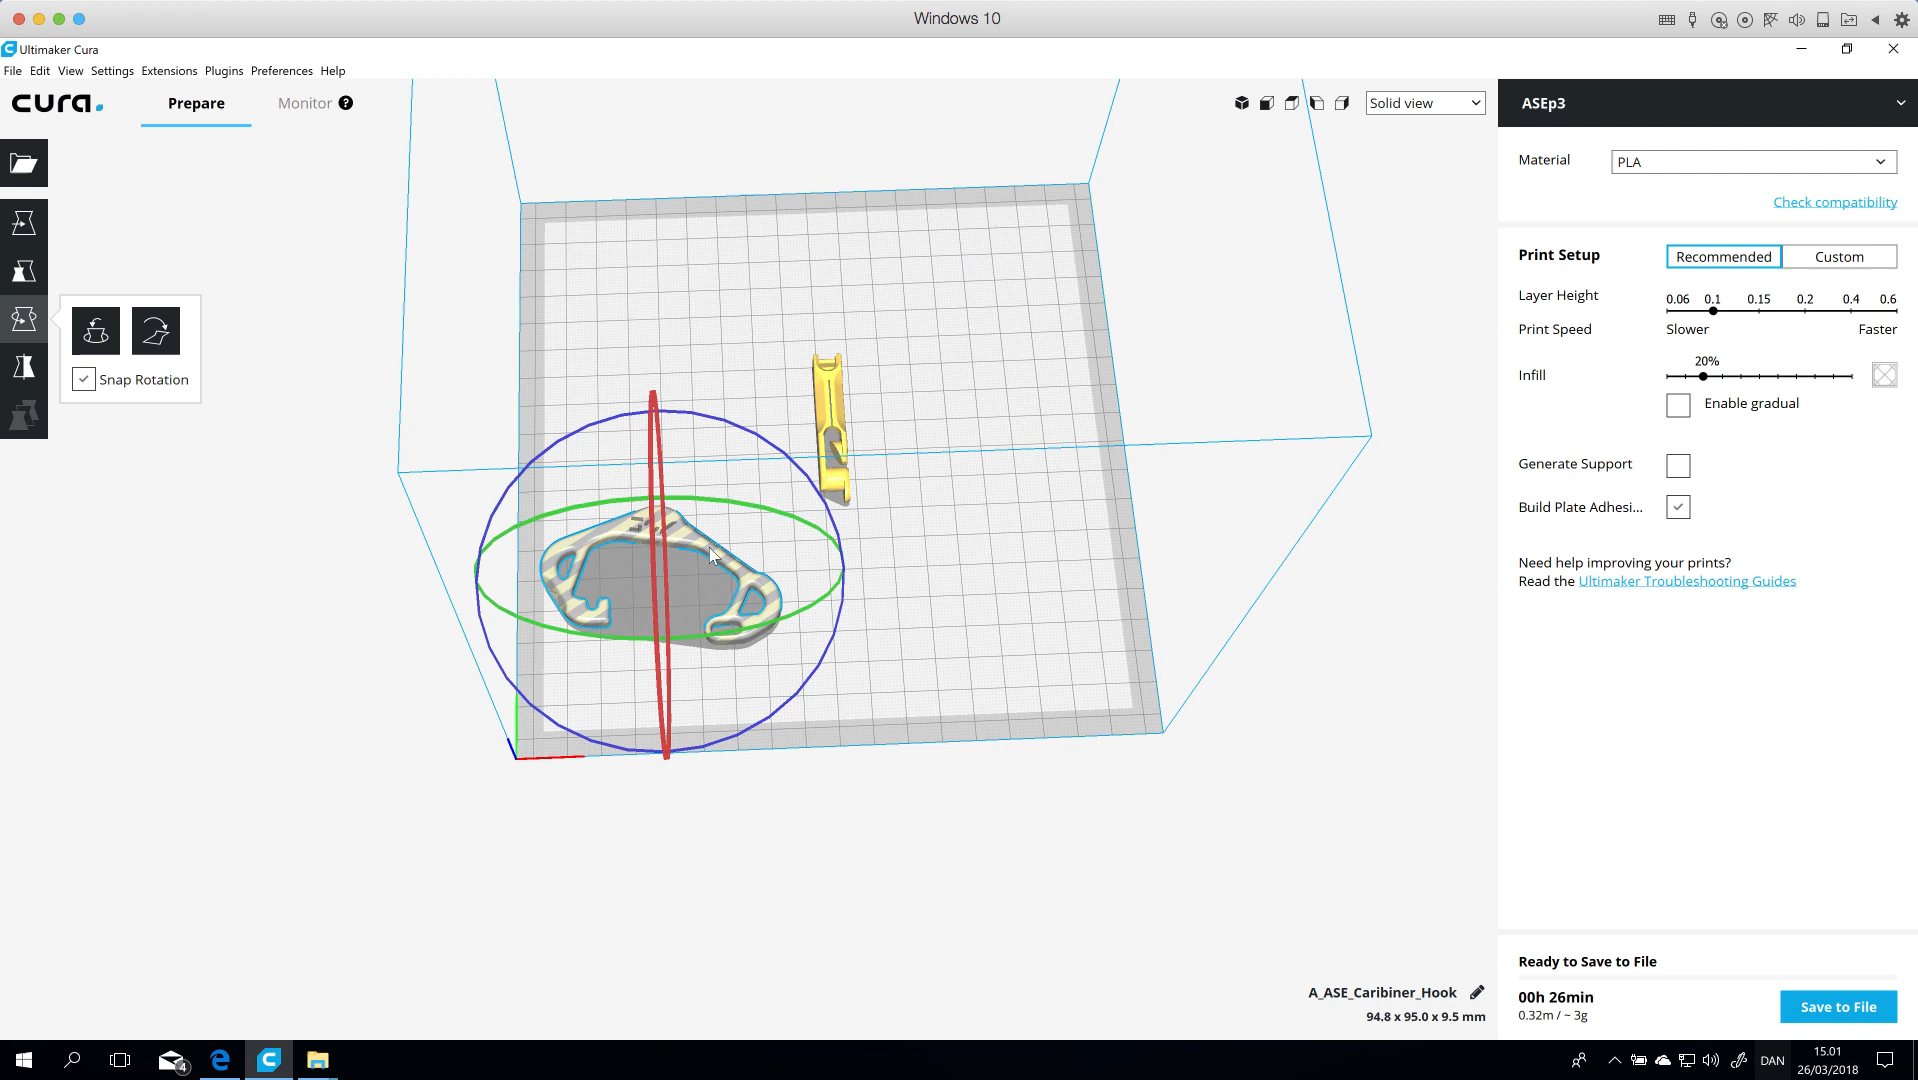 Windows 10
Ultimaker Cura
File Edit View Settings Extensions Plugins Preferences Help
cura. Prepare Monitor ?
Solid view
ASEp3
Material PLA
Check compatibility
Print Setup Recommended Custom
Layer Height 0.06 0.1 0.15 0.2 0.4 0.6
Print Speed Slower Faster
20%
Infill
Enable gradual
Generate Support
Build Plate Adhesi...
Snap Rotation
Need help improving your prints?
Read the Ultimaker Troubleshooting Guides
A_ASE_Caribiner_Hook
94.8 x 95.0 x 9.5 mm
Ready to Save to File
00h 26min
0.32m / ~ 3g
Save to File
4
DAN
15.01
26/03/2018